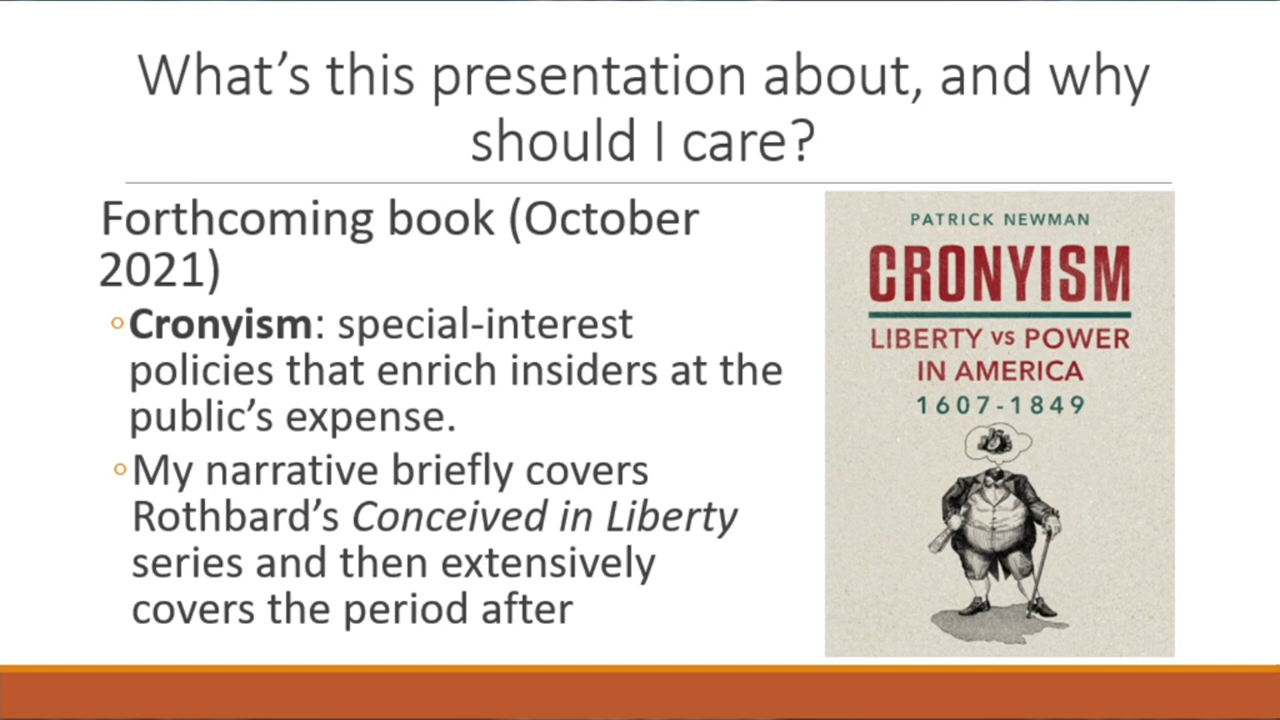 What’s this presentation about, and why
should I care?
Forthcoming book (October
2021)
◦Cronyism: special-interest
policies that enrich insiders at the
public’s expense.
◦My narrative briefly covers
Rothbard’s Conceived in Liberty
series and then extensively
covers the period after
PATRICK NEWMAN
CRONYISM
LIBERTY vs POWER
IN AMERICA
1607-1849